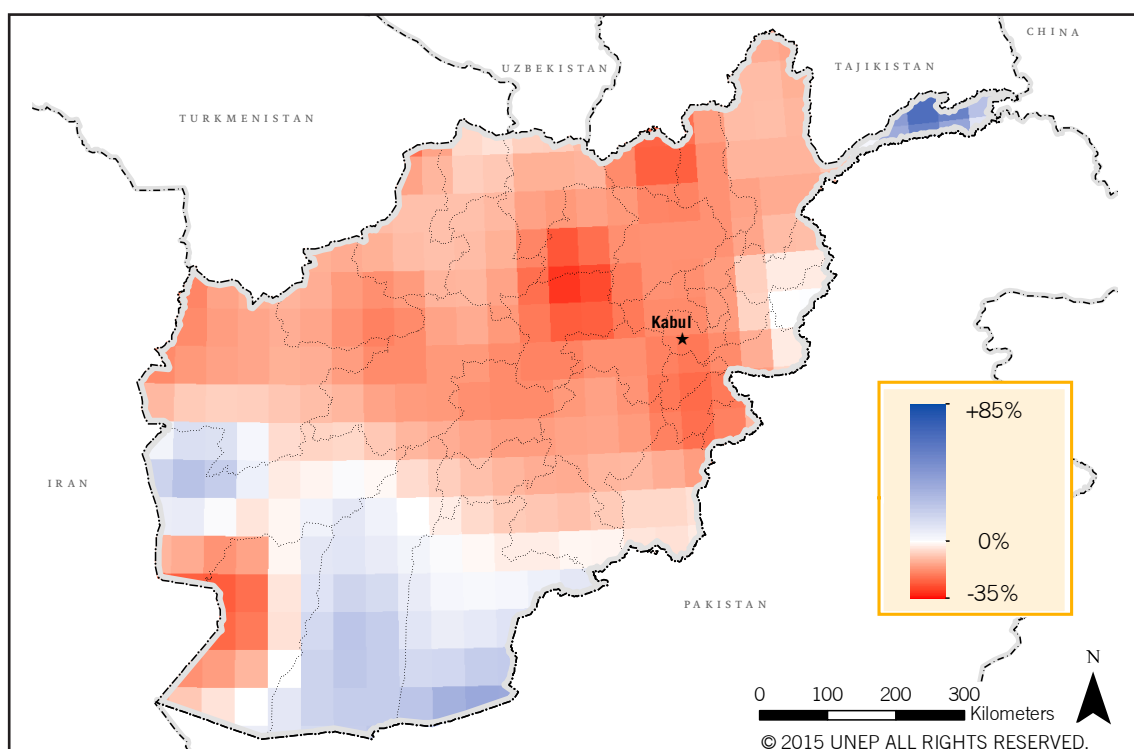 CHINA
UZBEKISTAN
TAJIKISTAN
TURKMENISTAN
Kabul
+85%
0%
-35%
IRAN
PAKISTAN
N
0 100 200 300
Kilometers
© 2015 UNEP ALL RIGHTS RESERVED.